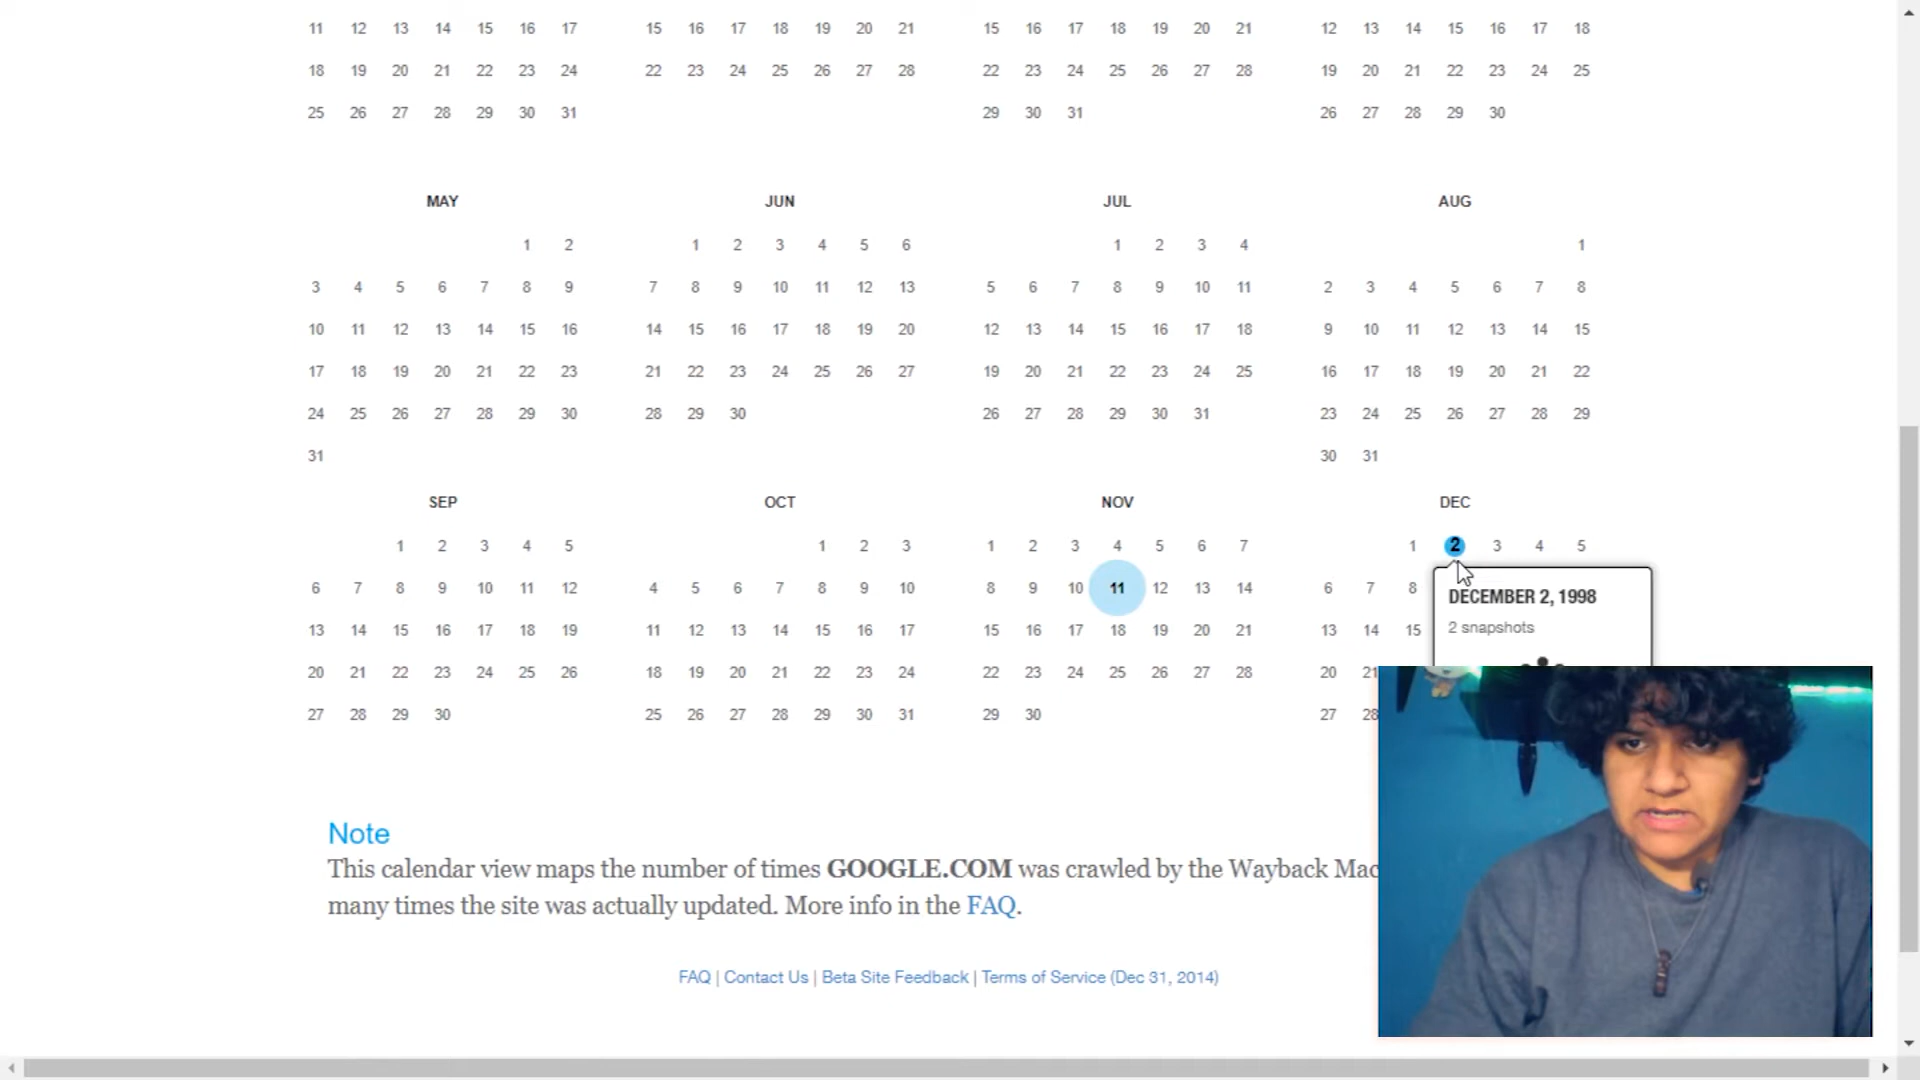 11 12 13 14 15 16 17 15 16 17 18 19 20 21 15 16 17 18 19 20 21 12 13 14 15 16 17 18
18 19 20 21 22 23 24 22 23 24 25 26 27 28 22 23 24 25 26 27 28 19 20 21 22 23 24 25
25 26 27 28 29 30 31 29 30 31 26 27 28 29 30
MAY JUN JUL AUG
1 2 1 2 3 4 5 6 1 2 3 4 1
3 4 5 6 7 8 9 7 8 9 10 11 12 13 5 6 7 8 9 10 11 2 3 4 5 6 7 8
10 11 12 13 14 15 16 14 15 16 17 18 19 20 12 13 14 15 16 17 18 9 10 11 12 13 14 15
17 18 19 20 21 22 23 21 22 23 24 25 26 27 19 20 21 22 23 24 25 16 17 18 19 20 21 22
24 25 26 27 28 29 30 28 29 30 26 27 28 29 30 31 23 24 25 26 27 28 29
31 30 31
SEP OCT NOV DEC
1 2 3 4 5 1 2 3 1 2 3 4 5 6 7 1 2 3 4 5
6 7 8 9 10 11 12 4 5 6 7 8 9 10 8 9 10 11 12 13 14 6 7 8
13 14 15 16 17 18 19 11 12 13 14 15 16 17 15 16 17 18 19 20 21 13 14 15
20 21 22 23 24 25 26 18 19 20 21 22 23 24 22 23 24 25 26 27 28 20 21
27 28 29 30 25 26 27 28 29 30 31 29 30 27 28
DECEMBER 2, 1998
2 snapshots
Note
This calendar view maps the number of times GOOGLE.COM was crawled by the Wayback Mac
many times the site was actually updated. More info in the FAQ.
FAQ | Contact Us | Beta Site Feedback | Terms of Service (Dec 31, 2014)